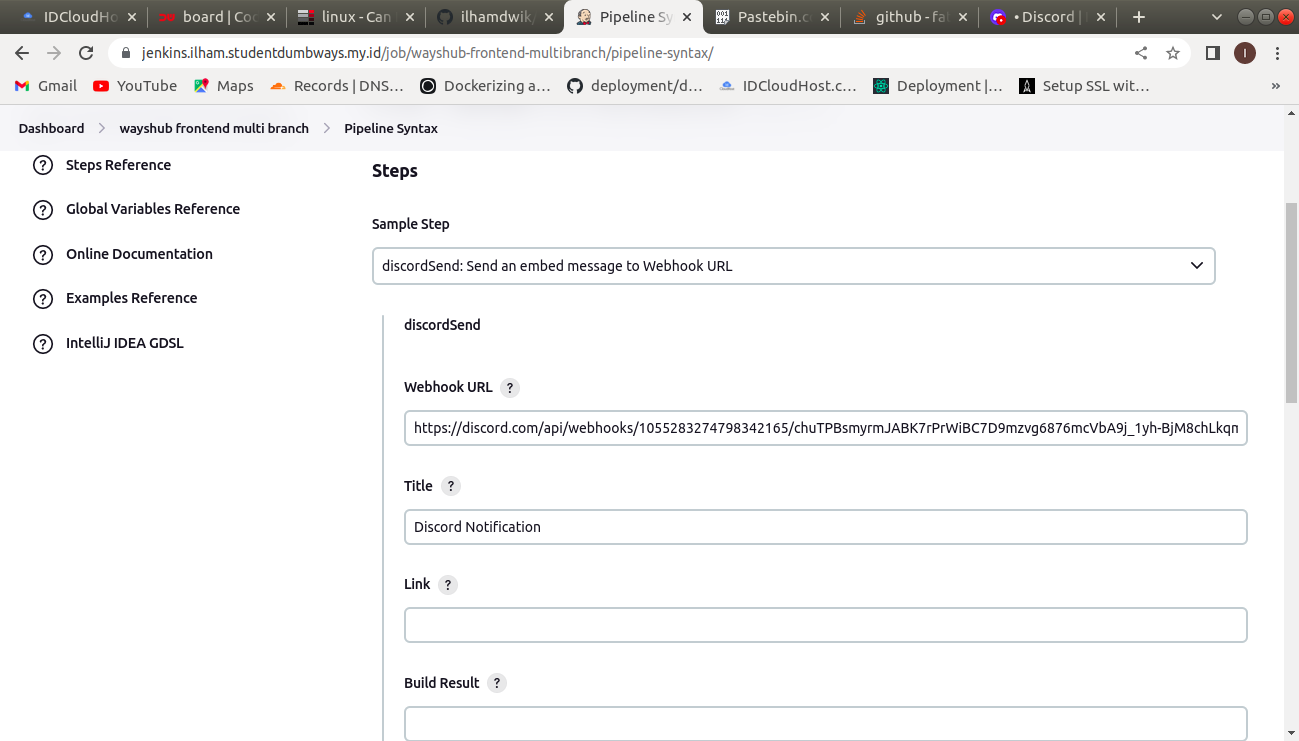 IDCloudHo board | Coc linux - Can ilhamdwik/ Pipeline Sy Pastebin.c github - fat • Discord |
jenkins.ilham.studentdumbways.my.id/job/wayshub-frontend-multibranch/pipeline-syntax/
I
Gmail YouTube Maps Records | DNS... Dockerizing a... deployment/d... IDCloudHost.c... Deployment |... Setup SSL wit... »
Dashboard wayshub frontend multi branch Pipeline Syntax
Steps Reference
Global Variables Reference
Online Documentation
Examples Reference
IntelliJ IDEA GDSL
Steps
Sample Step
discordSend: Send an embed message to Webhook URL
discordSend
Webhook URL ?
https://discord.com/api/webhooks/1055283274798342165/chuTPBsmyrmJABK7rPrWiBC7D9mzvg6876mcVbA9j_1yh-BjM8chLkqm
Title ?
Discord Notification
Link ?
Build Result ?